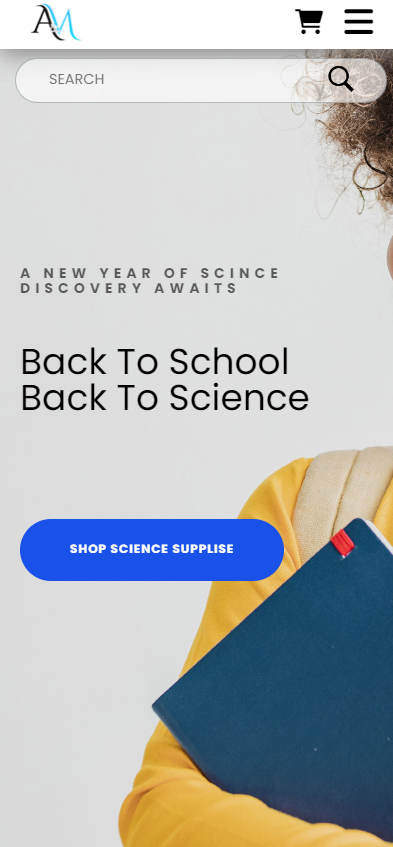 AM
SEARCH
A NEW YEAR OF SCINCE
DISCOVERY AWAITS
Back To School
Back To Science
SHOP SCIENCE SUPPLISE